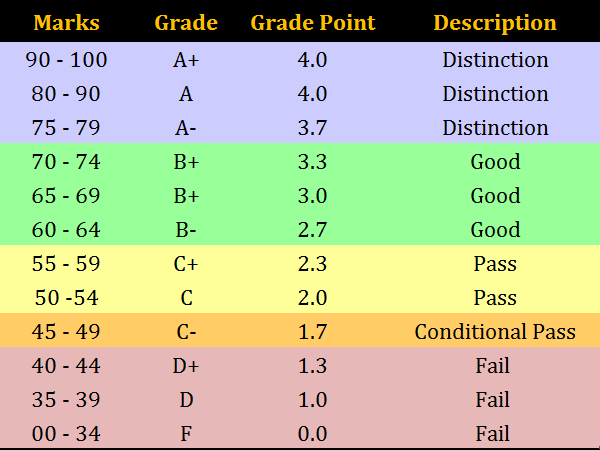 Marks Grade Grade Point Description
90 - 100 A+ 4.0 Distinction
80 - 90 A 4.0 Distinction
75 - 79 A- 3.7 Distinction
70 - 74 B+ 3.3 Good
65 - 69 B+ 3.0 Good
60 - 64 B- 2.7 Good
55 - 59 C+ 2.3 Pass
50 -54 C 2.0 Pass
45 - 49 C- 1.7 Conditional Pass
40 - 44 D+ 1.3 Fail
35 - 39 D 1.0 Fail
00 - 34 F 0.0 Fail